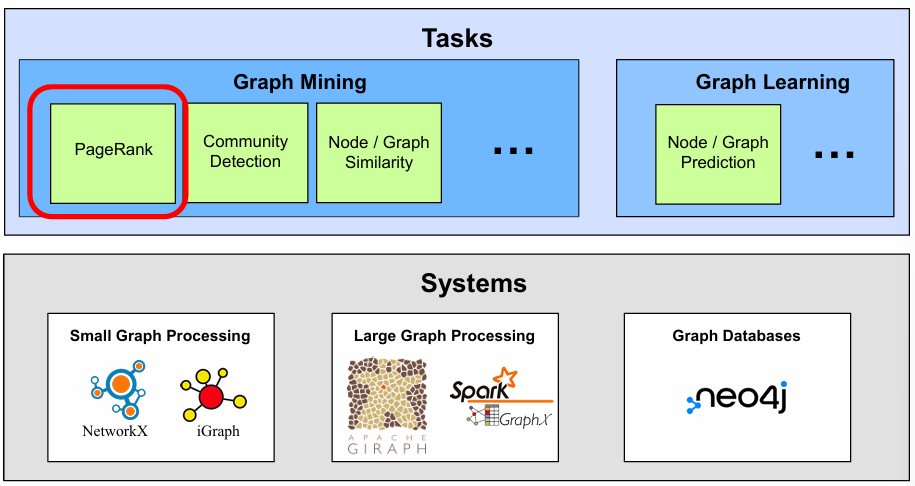 Tasks
Graph Mining
PageRank
Community
Detection
Node / Graph
Similarity
...
Graph Learning
Node / Graph
Prediction
...
Systems
Small Graph Processing
NetworkX
iGraph
Large Graph Processing
APACHE
GIRAPH
Spark
GraphX
Graph Databases
neo4j